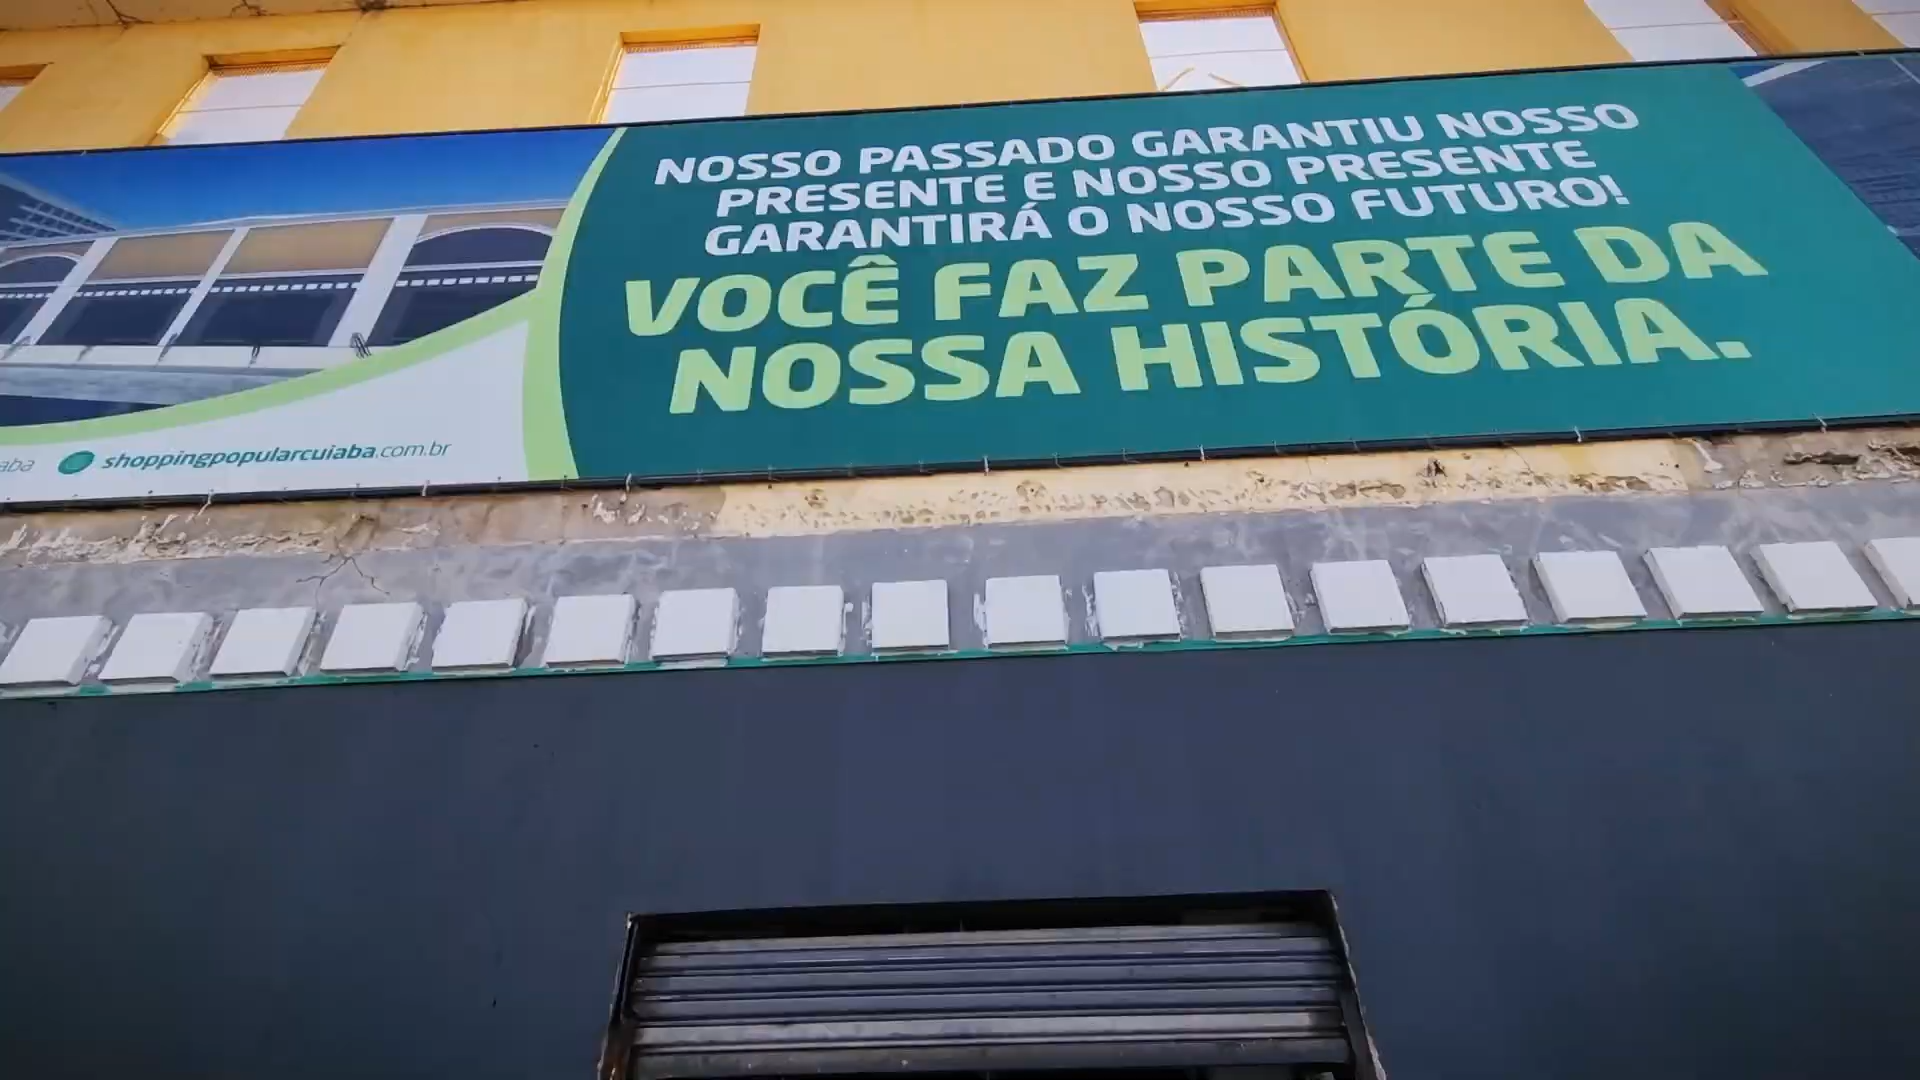 NOSSO PASSADO GARANTIU NOSSO
PRESENTE E NOSSO PRESENTE
GARANTIRÁ O NOSSO FUTURO!
VOCÊ FAZ PARTE DA
NOSSA HISTÓRIA.
shoppingpopularcuiaba.com.br